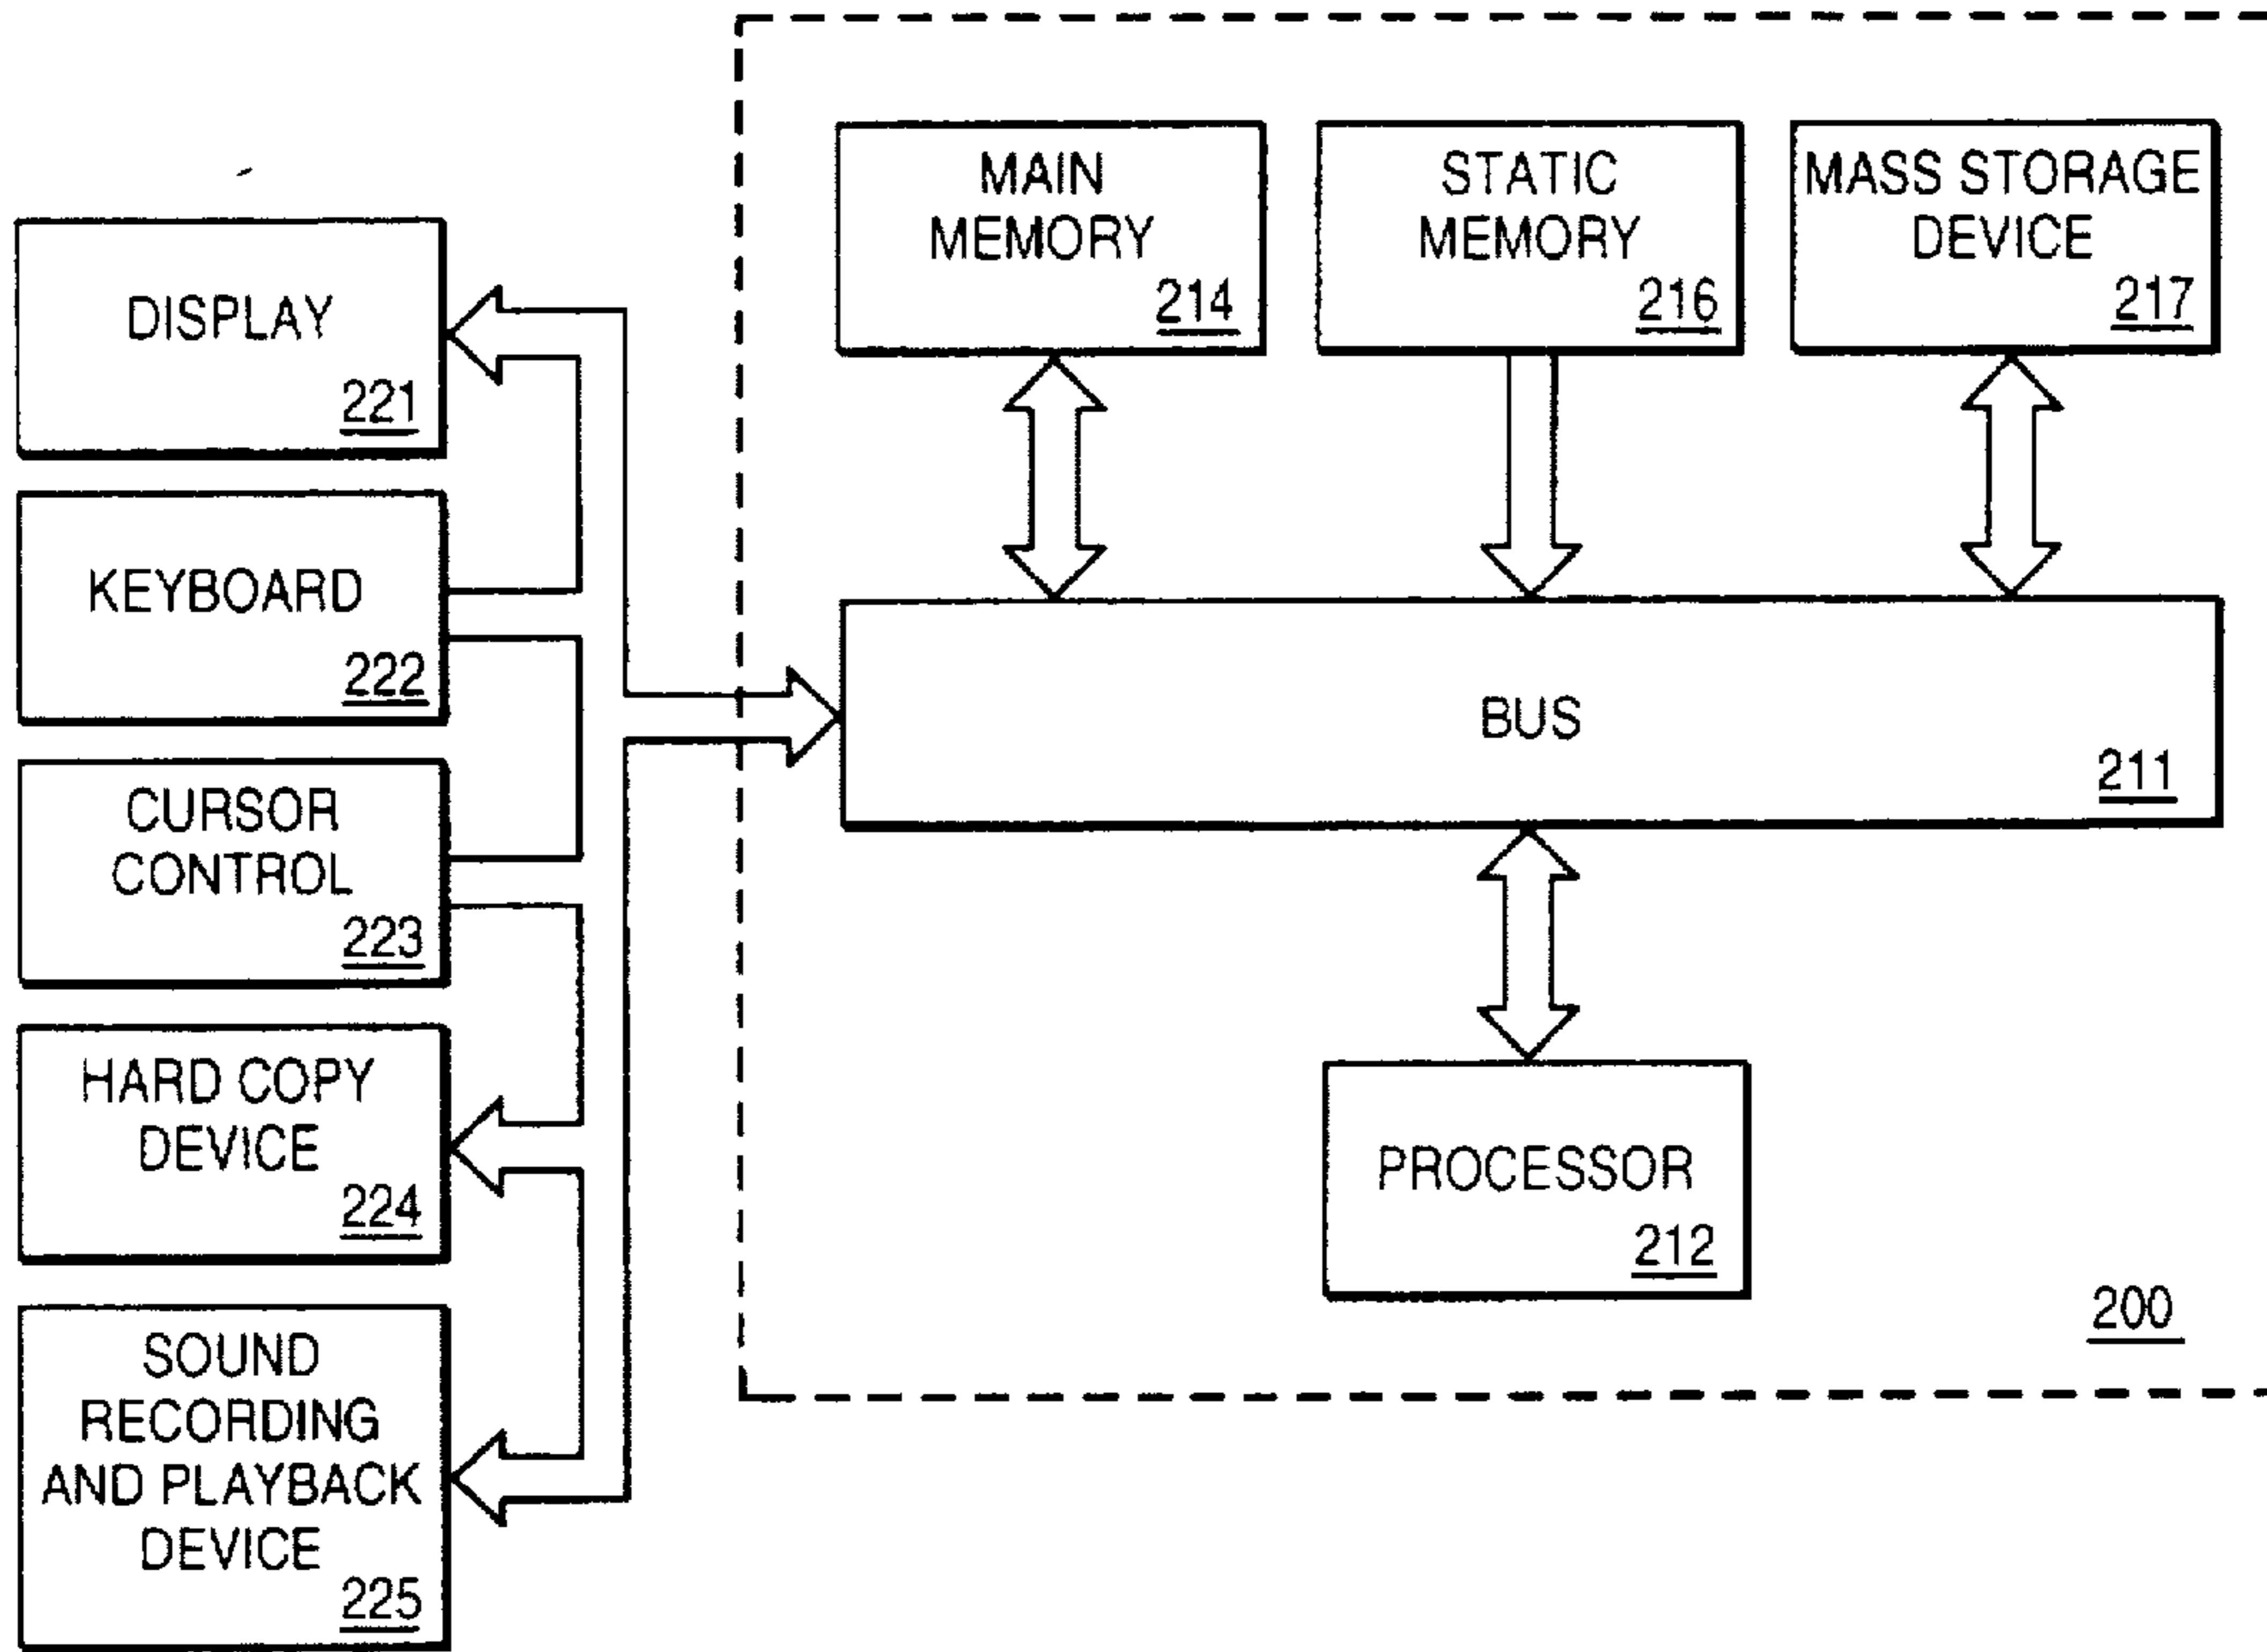 DISPLAY
221
KEYBOARD
222
CURSOR
CONTROL
223
HARD COPY
DEVICE
224
SOUND
RECORDING
AND PLAYBACK
DEVICE
225
MAIN
MEMORY
214
STATIC
MEMORY
216
MASS STORAGE
DEVICE
217
BUS
211
PROCESSOR
212
200